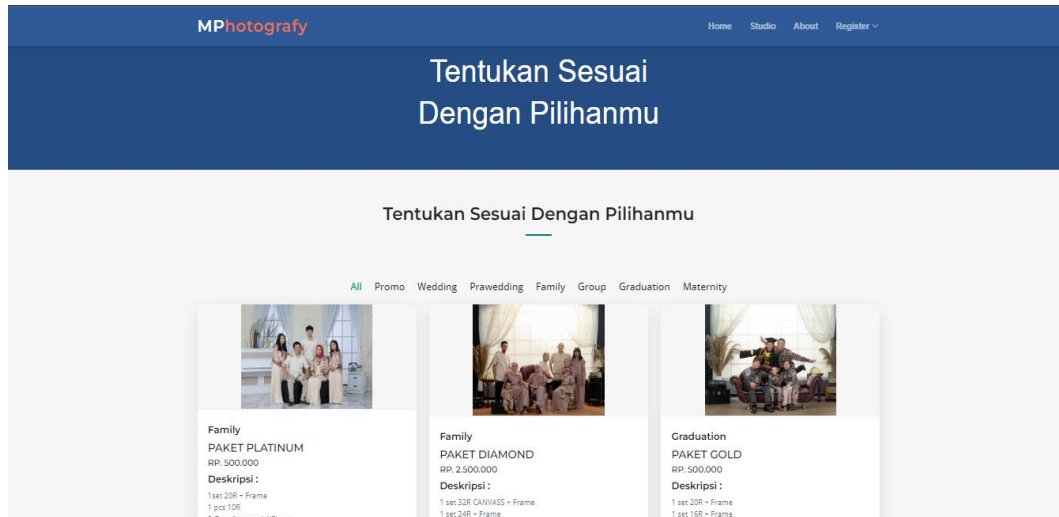 MPhotografy
Home Studio About Register
Tentukan Sesuai
Dengan Pilihanmu
Tentukan Sesuai Dengan Pilihanmu
All Promo Wedding Prawedding Family Group Graduation Maternity
Family
PAKET PLATINUM
RP. 500.000
Deskripsi :
1set 20R + Frame
1 pcs 10R
Family
PAKET DIAMOND
RP. 2.500.000
Deskripsi :
1 set 32R CANVASS + Frame
1 set 24R + Frame
Graduation
PAKET GOLD
RP. 500.000
Deskripsi :
1 set 20R + Frame
1 set 16R + Frame